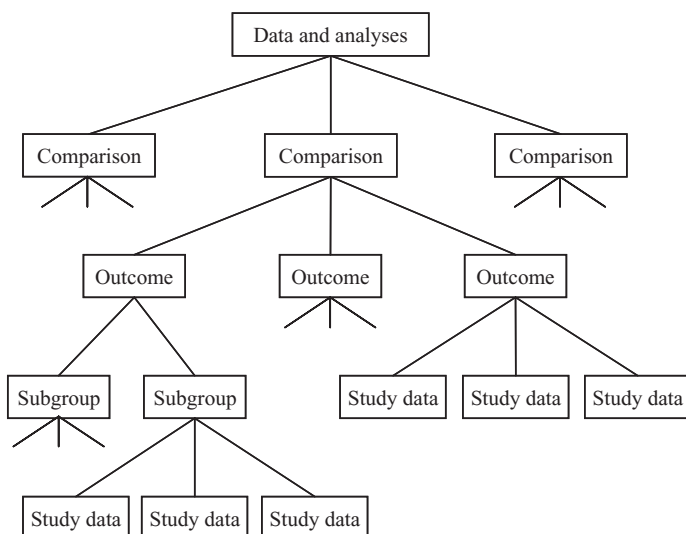 Data and analyses
Comparison
Comparison
Comparison
Outcome
Outcome
Outcome
Subgroup
Subgroup
Study data
Study data
Study data
Study data
Study data
Study data